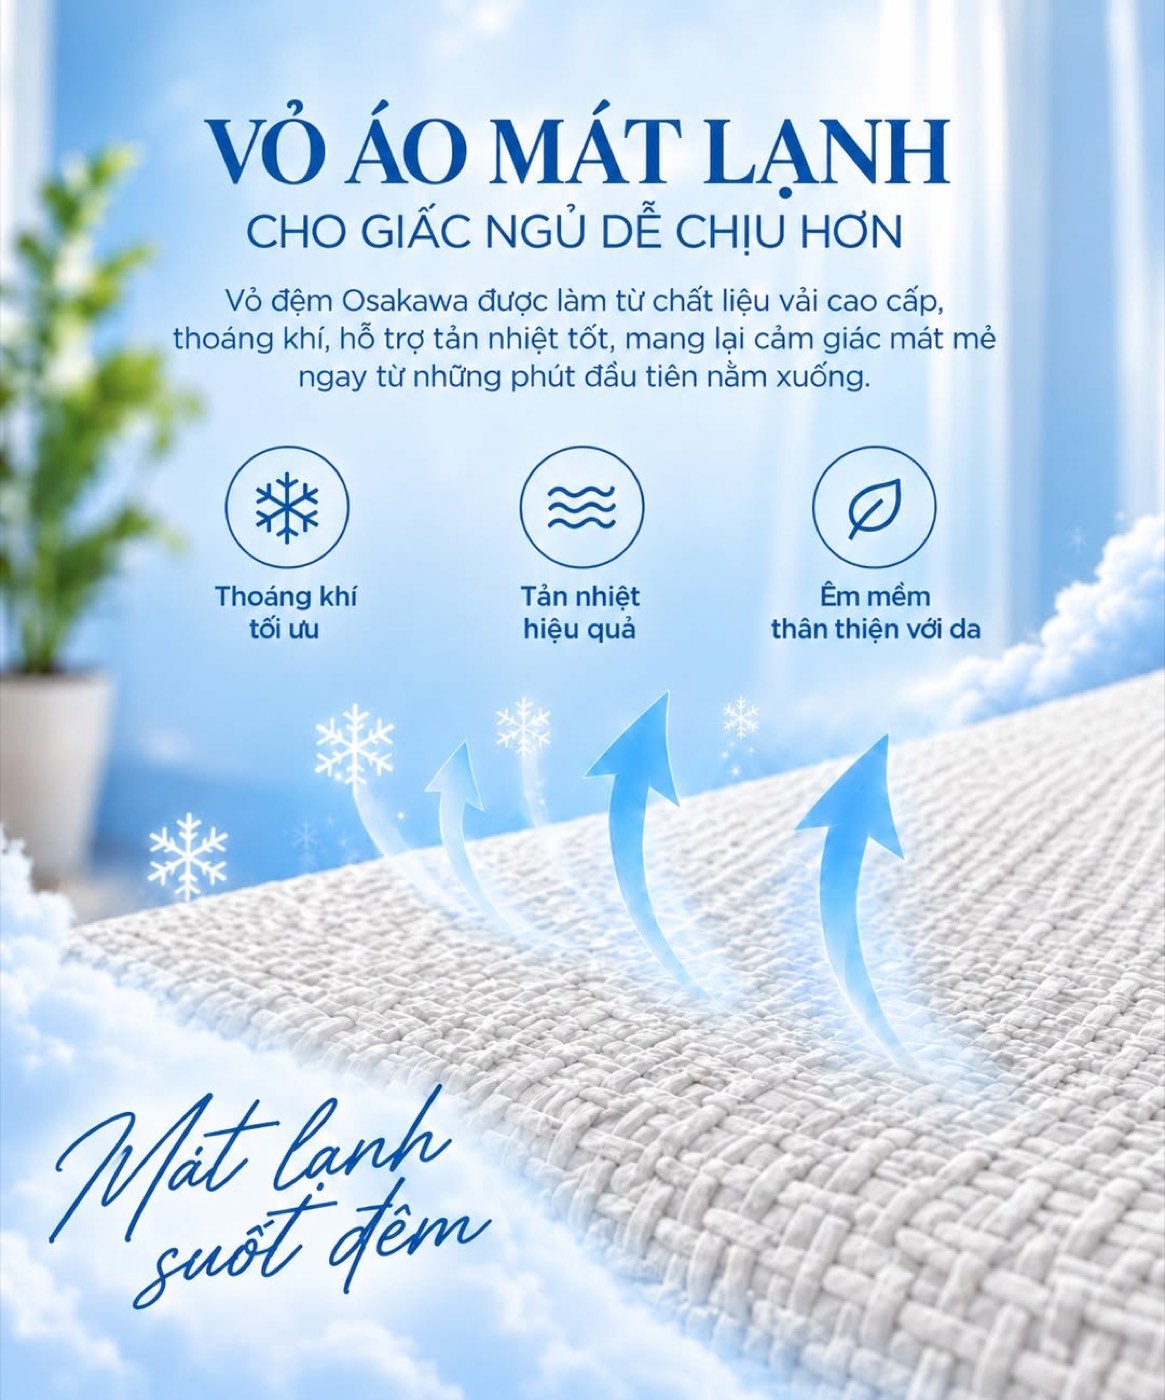 VỎ ÁO MÁT LẠNH
CHO GIẤC NGỦ DỄ CHỊU HƠN
Vỏ đệm Osakawa được làm từ chất liệu vải cao cấp,
thoáng khí, hỗ trợ tản nhiệt tốt, mang lại cảm giác mát mẻ
ngay từ những phút đầu tiên nằm xuống.
Thoáng khí
tối ưu
Tản nhiệt
hiệu quả
Êm mềm
thân thiện với da
Mát lạnh
suốt đêm